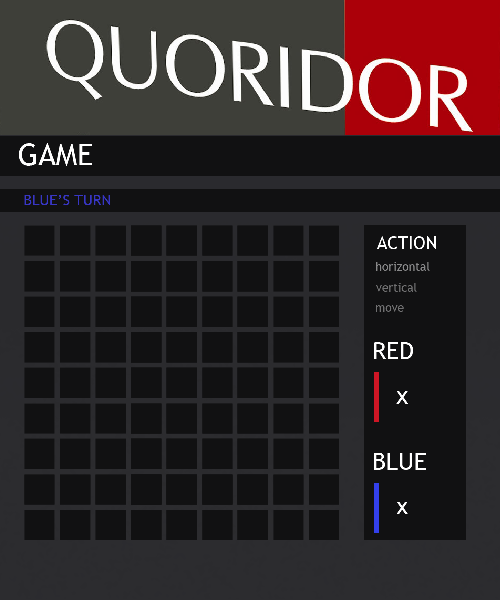 QUORIDOR
GAME
BLUE'S TURN
ACTION
horizontal
vertical
move
RED
X
BLUE
X